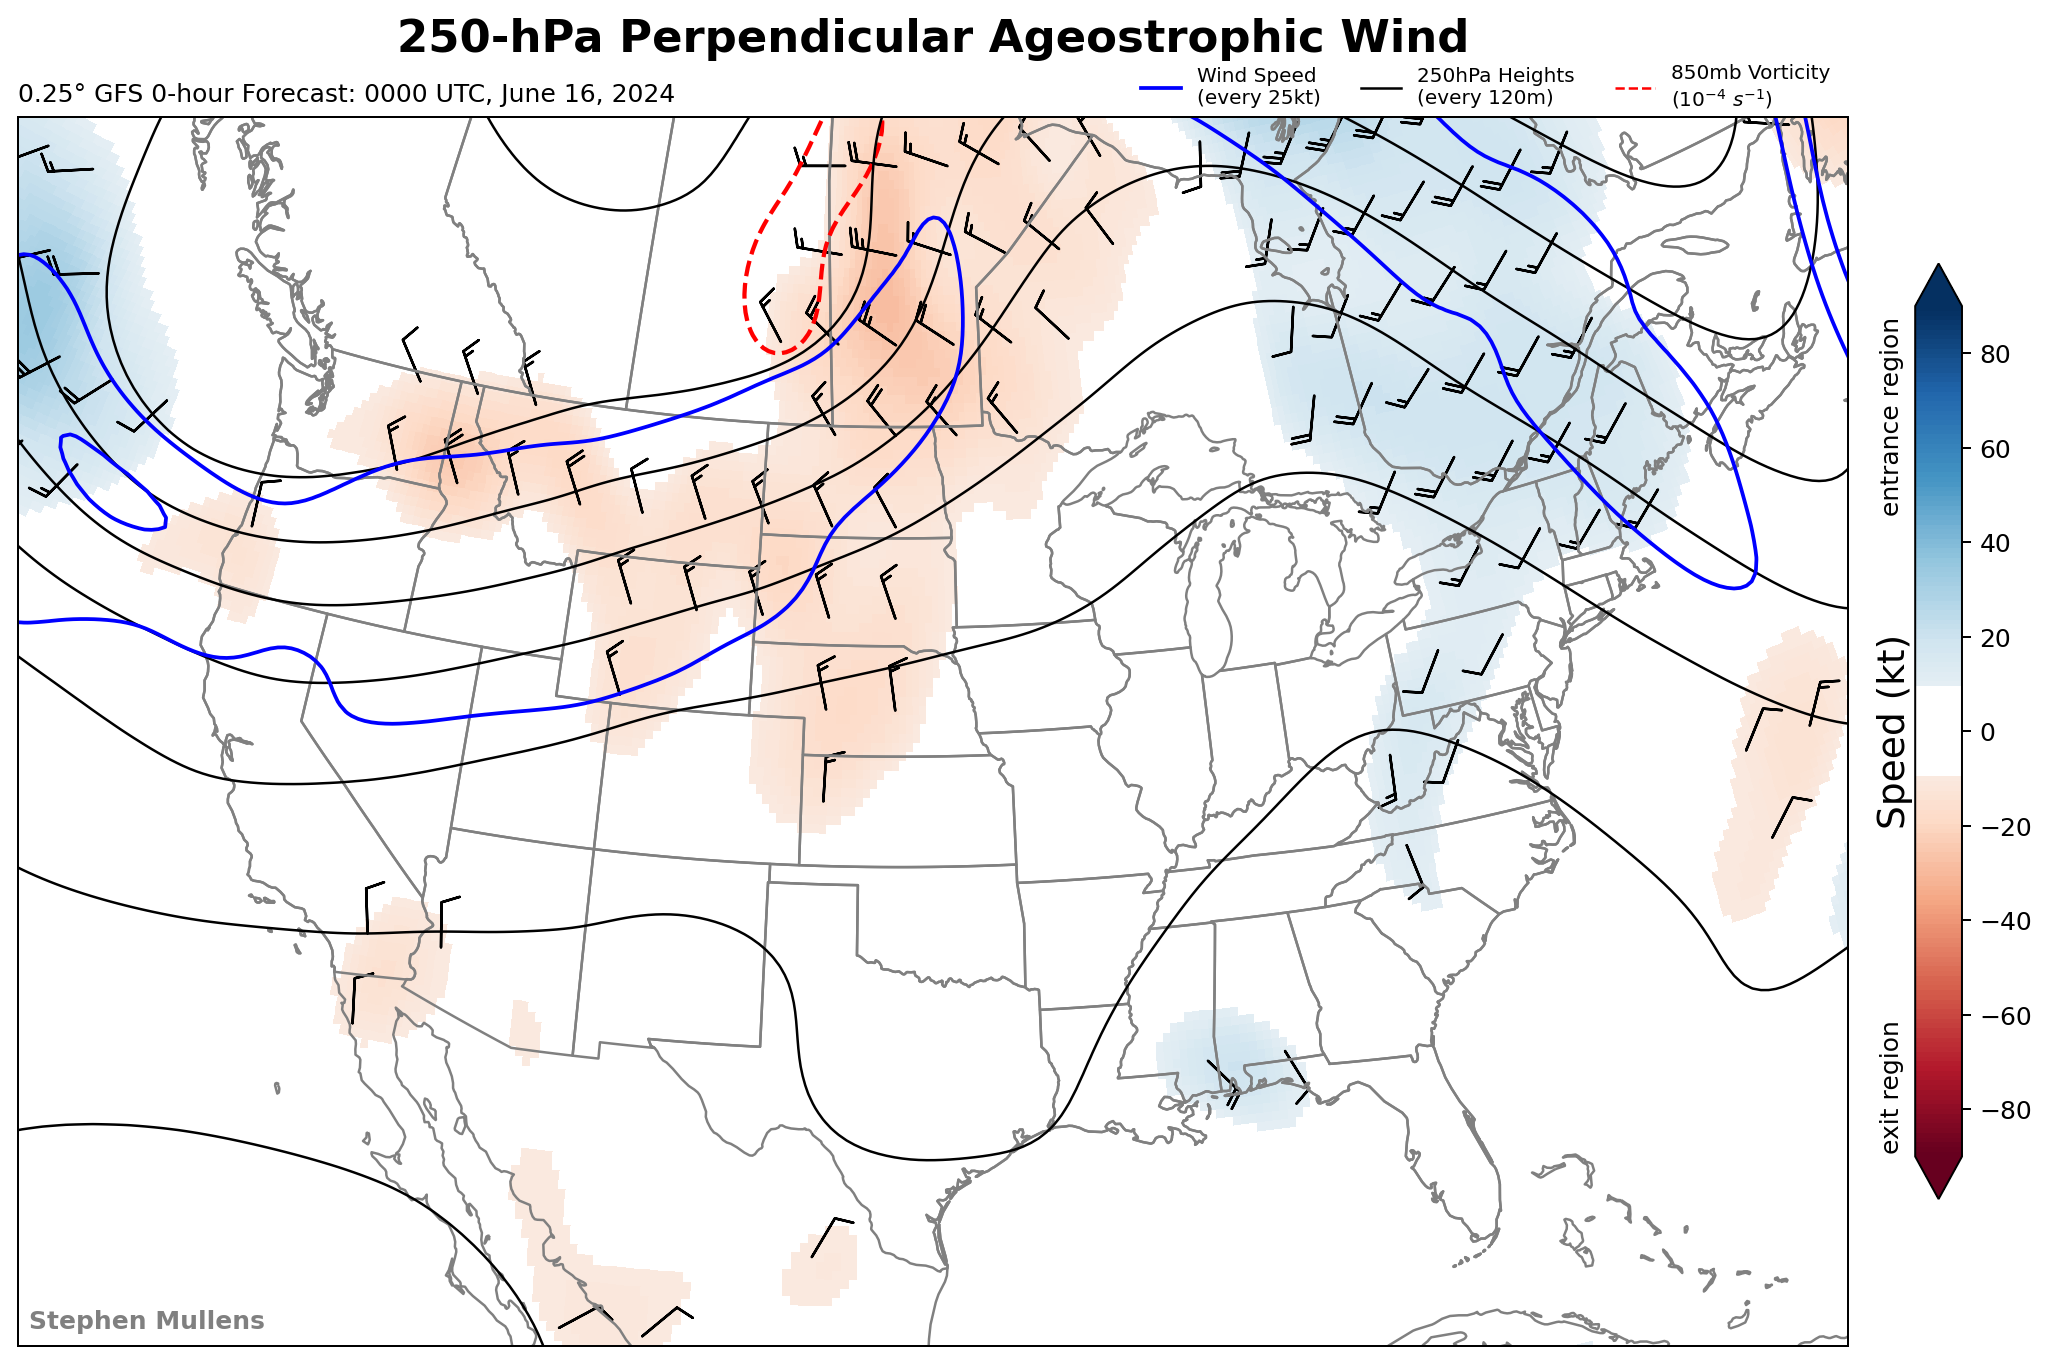 250-hPa Perpendicular Ageostrophic Wind
0.25° GFS 0-hour Forecast: 0000 UTC, June 16, 2024
Wind Speed
(every 25kt)
250hPa Heights
(every 120m)
850mb Vorticity
(10⁻⁴ s⁻¹)
entrance region
Speed (kt)
exit region
80
60
40
20
0
−20
−40
−60
−80
Stephen Mullens